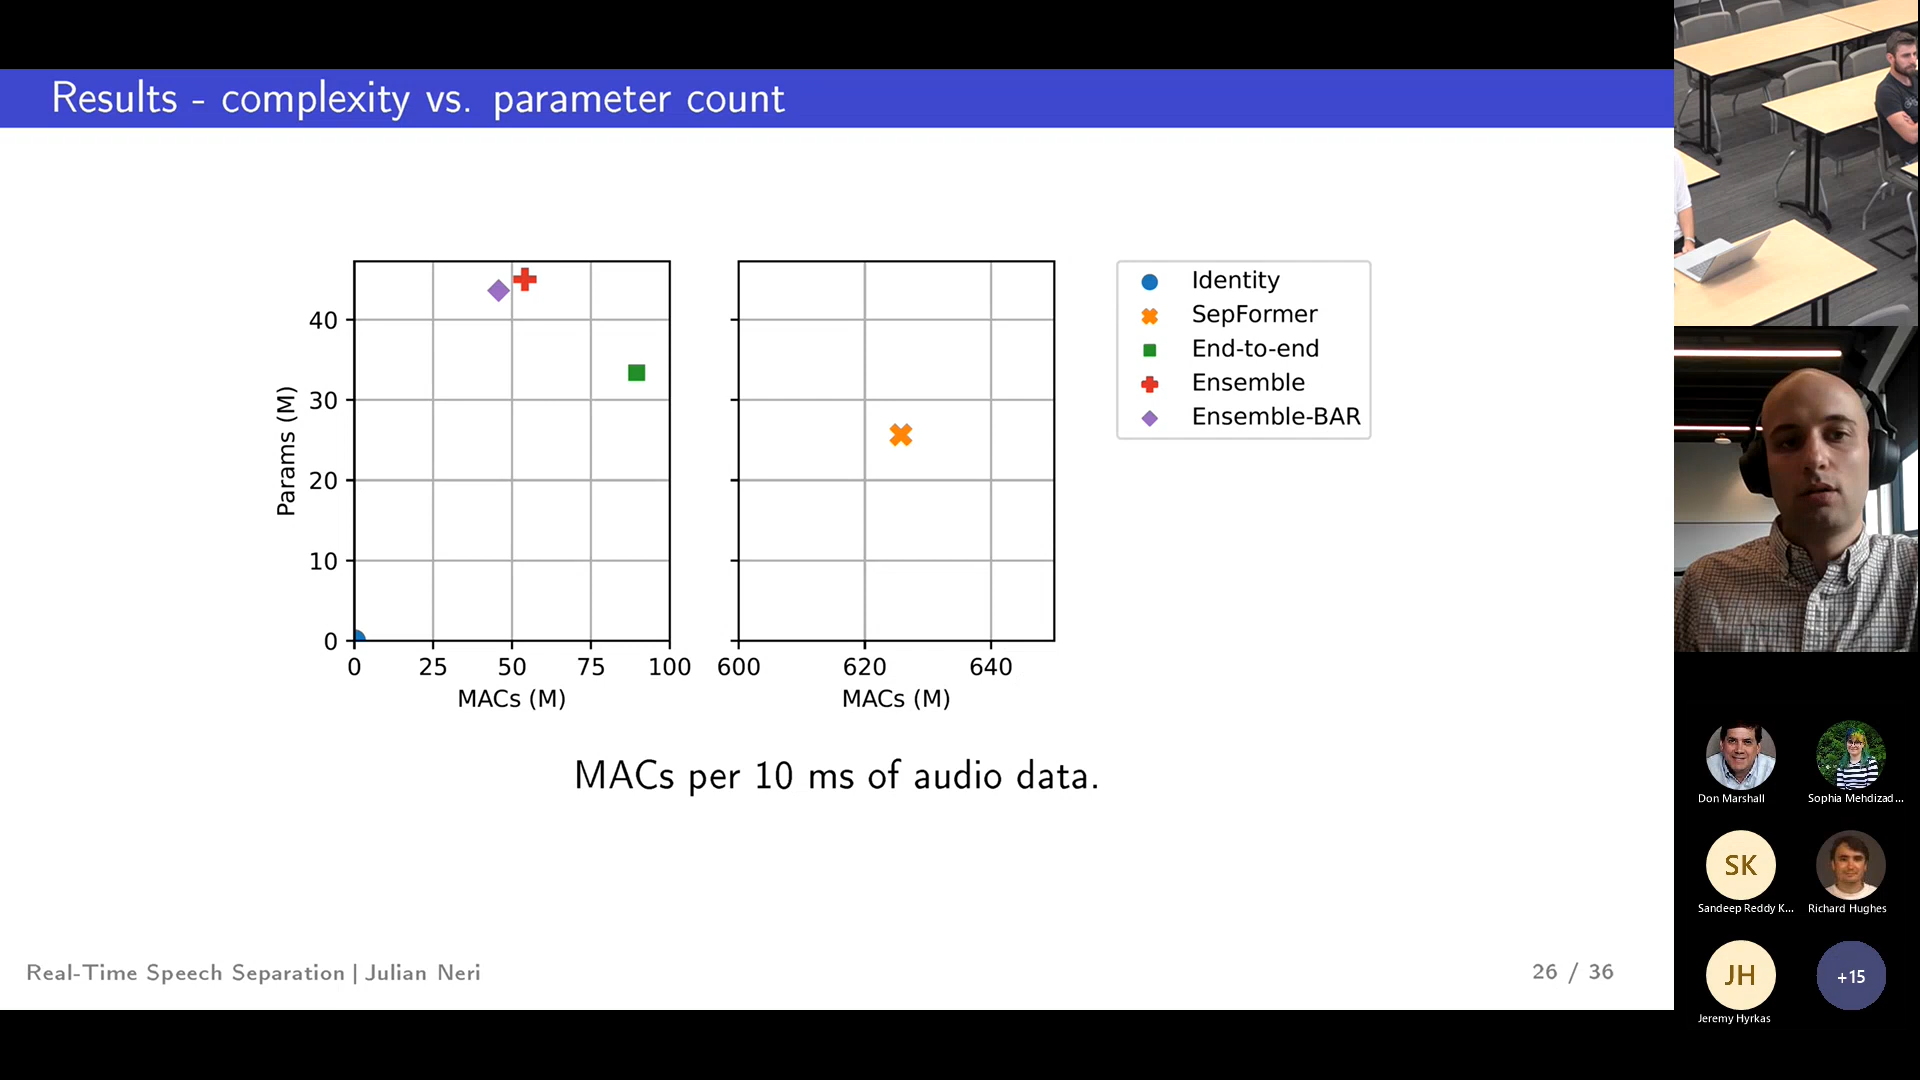 Results - complexity vs. parameter count
Params (M)
40
30
20
10
0
0 25 50 75 100
MACs (M)
600 620 640
MACs (M)
Identity
SepFormer
End-to-end
Ensemble
Ensemble-BAR
MACs per 10 ms of audio data.
Real-Time Speech Separation | Julian Neri
26 / 36
Don Marshall
Sophia Mehdizad...
SK
Sandeep Reddy K...
Richard Hughes
JH
Jeremy Hyrkas
+15